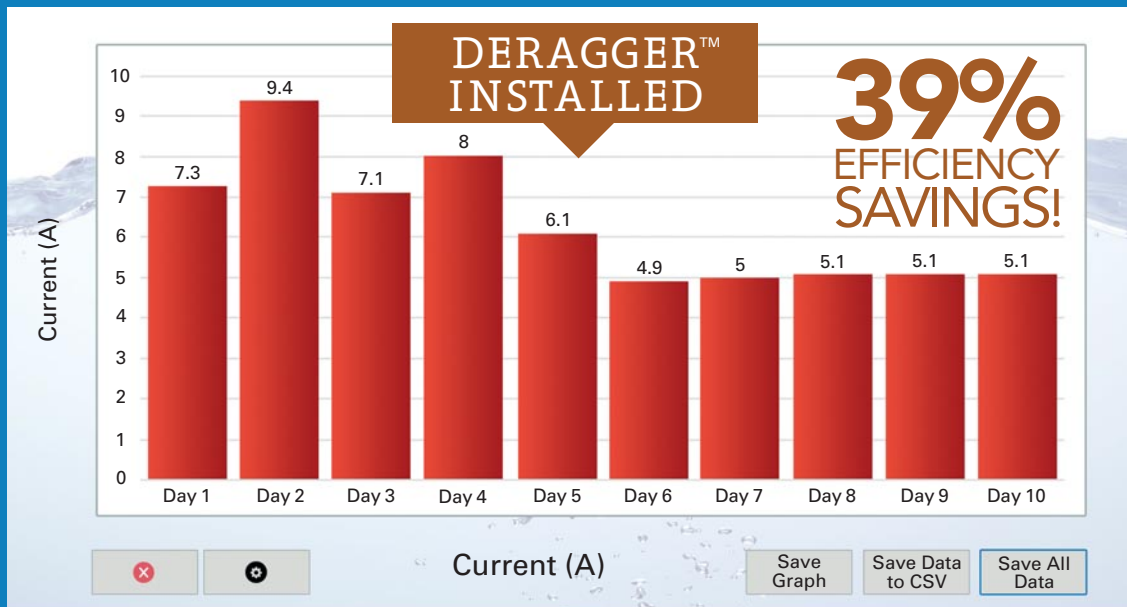 DERAGGER™
INSTALLED
39%
EFFICIENCY
SAVINGS!
Current (A)
10
9
8
7
6
5
4
3
2
1
0
7.3
9.4
7.1
8
6.1
4.9
5
5.1
5.1
5.1
Day 1 Day 2 Day 3 Day 4 Day 5 Day 6 Day 7 Day 8 Day 9 Day 10
Current (A)
Save
Graph
Save Data
to CSV
Save All
Data